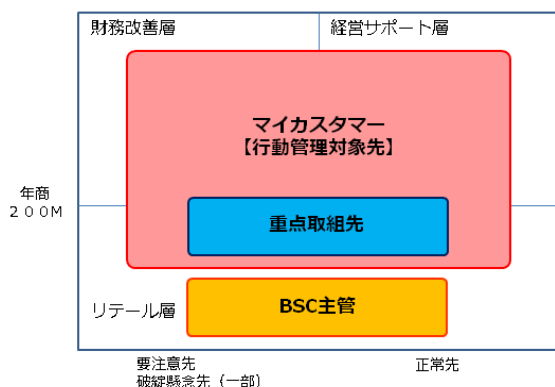 財務改善層
経営サポート層
マイカスタマー
【行動管理対象先】
年商
２００M
重点取組先
リテール層
BSC主管
要注意先
破綻懸念先（一部）
正常先